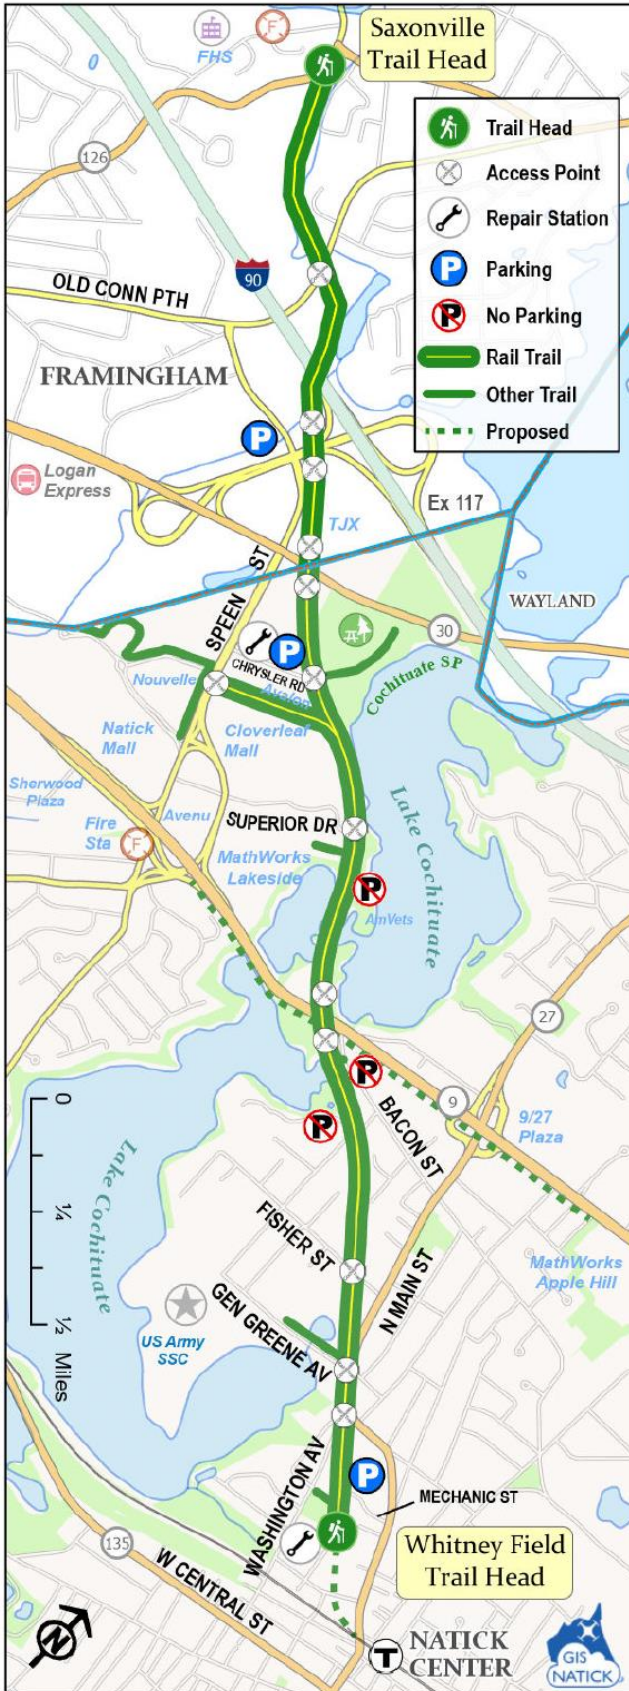 Saxonville
Trail Head
F
FHS
Trail Head
Access Point
Repair Station
P Parking
P No Parking
Rail Trail
Other Trail
Proposed
126
OLD CONN PTH
90
FRAMINGHAM
P
Logan
Express
Ex 117
TJX
SPEEN ST
WAYLAND
30
P
CHRYSLER RD
Cochituate SP
Nouvelle
Avalon
Natick
Mall
Cloverleaf
Mall
Sherwood
Plaza
Avenu
Fire
Sta
F
SUPERIOR DR
MathWorks
Lakeside
Lake Cochituate
P
AmVets
27
P
9
9/27
Plaza
BACON ST
P
0
1/4
1/2 Miles
Lake
Cochituate
FISHER ST
N MAIN ST
MathWorks
Apple Hill
GEN GREENE AV
US Army
SSC
WASHINGTON AV
P
MECHANIC ST
135
W CENTRAL ST
Whitney Field
Trail Head
N
T
NATICK
CENTER
GIS
NATICK